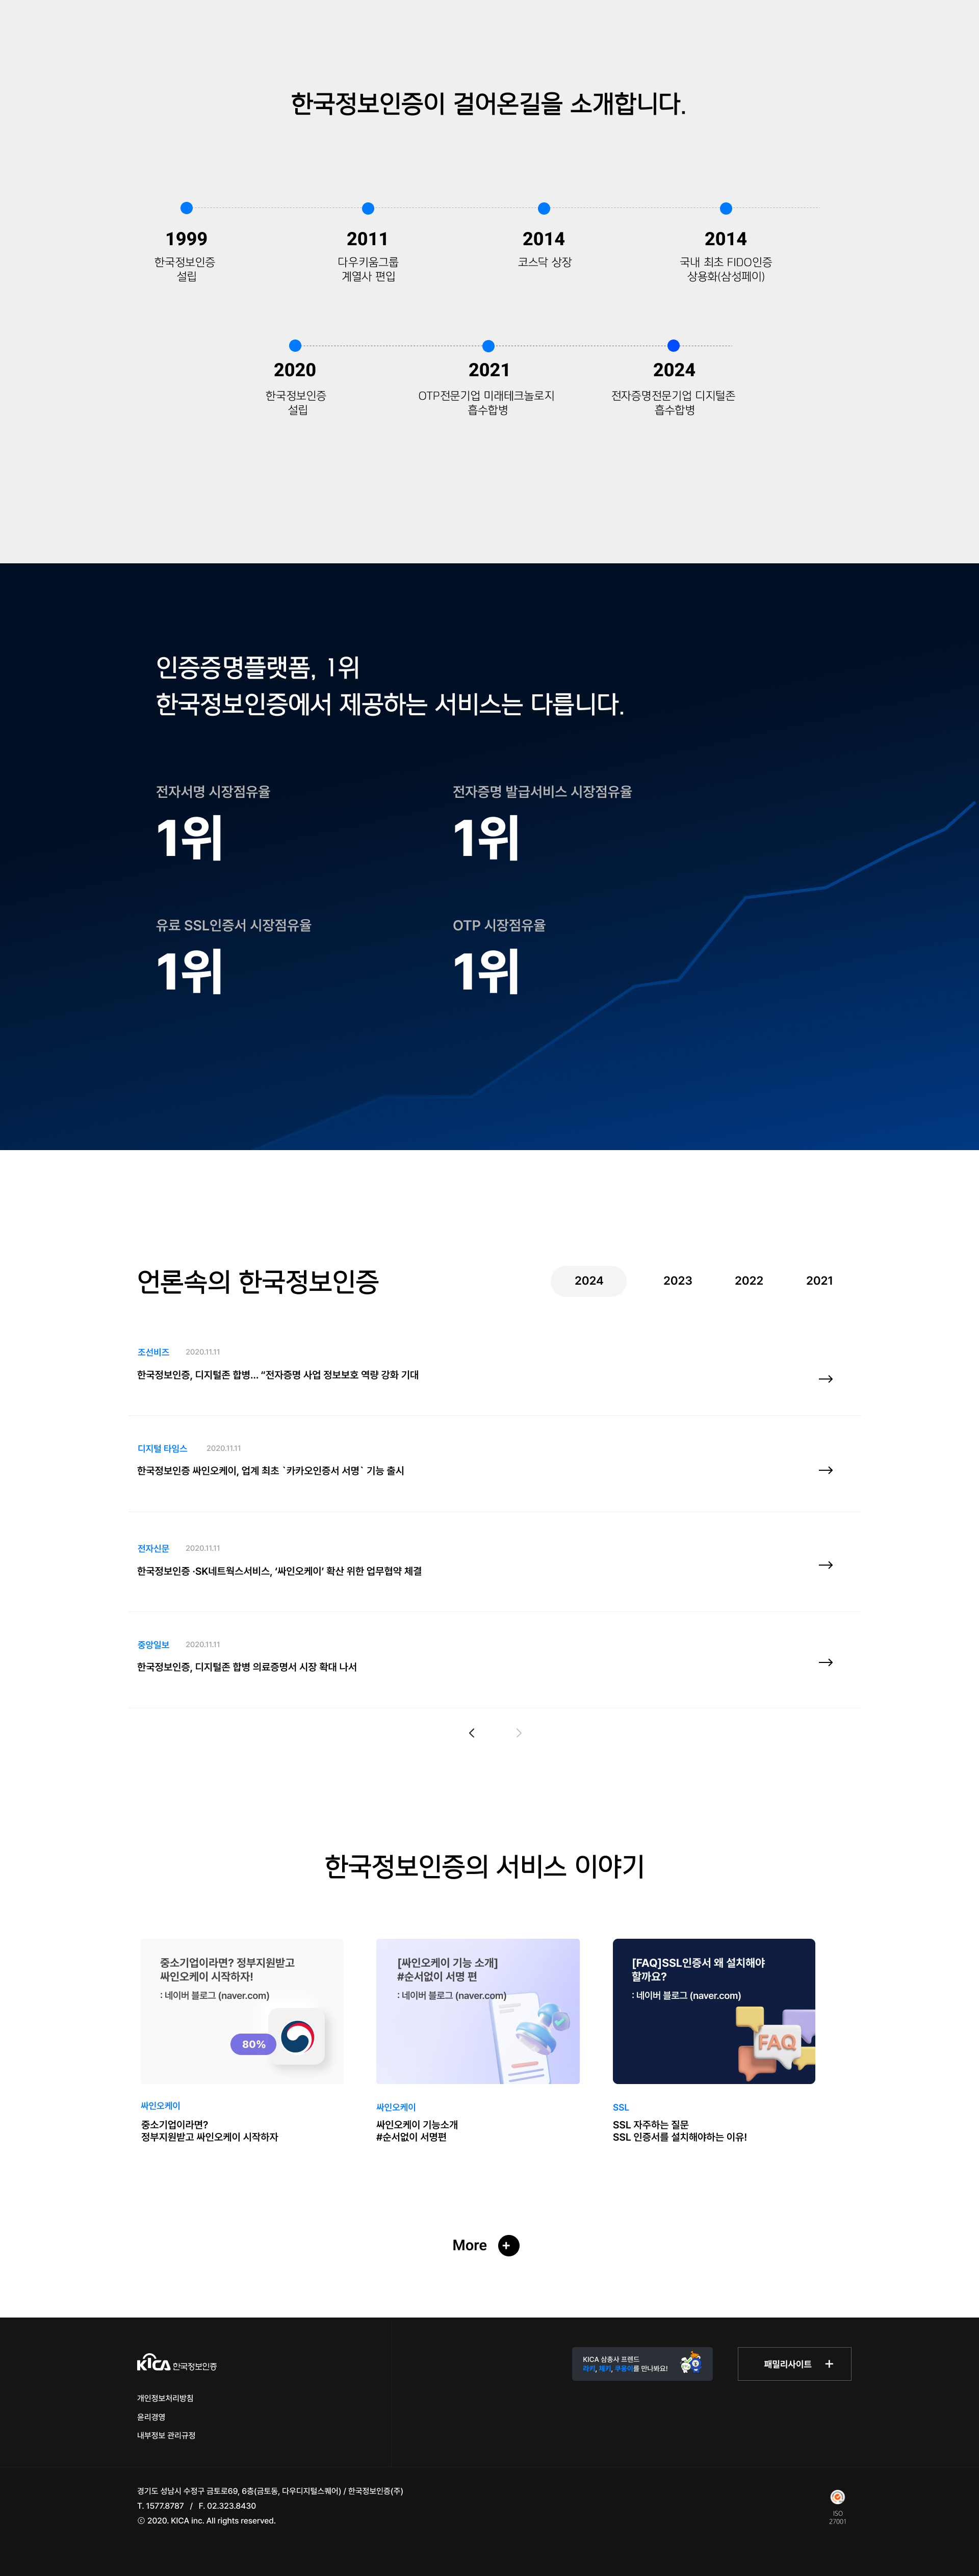 한국정보인증이 걸어온길을 소개합니다.
1999
한국정보인증
설립
2011
다우키움그룹
계열사 편입
2014
코스닥 상장
2014
국내 최초 FIDO인증
상용화(삼성페이)
2020
한국정보인증
설립
2021
OTP전문기업 미래테크놀로지
흡수합병
2024
전자증명전문기업 디지털존
흡수합병
인증증명플랫폼, 1위
한국정보인증에서 제공하는 서비스는 다릅니다.
전자서명 시장점유율
1위
전자증명 발급서비스 시장점유율
1위
유료 SSL인증서 시장점유율
1위
OTP 시장점유율
1위
언론속의 한국정보인증
2024 2023 2022 2021
조선비즈 2020.11.11
한국정보인증, 디지털존 합병... “전자증명 사업 정보보호 역량 강화 기대
디지털 타임스 2020.11.11
한국정보인증 싸인오케이, 업계 최초 `카카오인증서 서명` 기능 출시
전자신문 2020.11.11
한국정보인증 ·SK네트웍스서비스, ‘싸인오케이’ 확산 위한 업무협약 체결
중앙일보 2020.11.11
한국정보인증, 디지털존 합병 의료증명서 시장 확대 나서
한국정보인증의 서비스 이야기
중소기업이라면? 정부지원받고
싸인오케이 시작하자!
: 네이버 블로그 (naver.com)
80%
싸인오케이
중소기업이라면?
정부지원받고 싸인오케이 시작하자
[싸인오케이 기능 소개]
#순서없이 서명 편
: 네이버 블로그 (naver.com)
싸인오케이
싸인오케이 기능소개
#순서없이 서명편
[FAQ]SSL인증서 왜 설치해야
할까요?
: 네이버 블로그 (naver.com)
FAQ
SSL
SSL 자주하는 질문
SSL 인증서를 설치해야하는 이유!
More +
KICA 한국정보인증
개인정보처리방침
윤리경영
내부정보 관리규정
KICA 삼총사 프렌드
라키, 체키, 쿠퐁이를 만나봐요!
패밀리사이트 +
경기도 성남시 수정구 금토로69, 6층(금토동, 다우디지털스퀘어) / 한국정보인증(주)
T. 1577.8787 / F. 02.323.8430
ⓒ 2020. KICA inc. All rights reserved.
ISO
27001